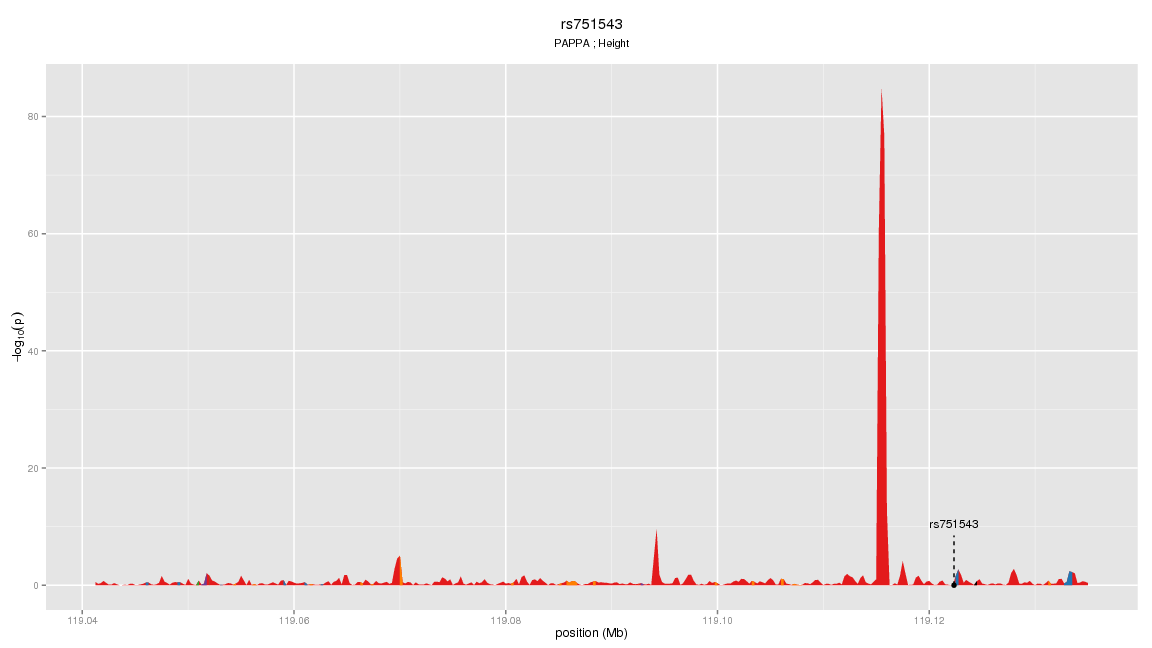 rs751543
PAPPA ; Height
80
60
40
20
0
−log10(p)
rs751543
119.04
119.06
119.08
119.10
119.12
position (Mb)